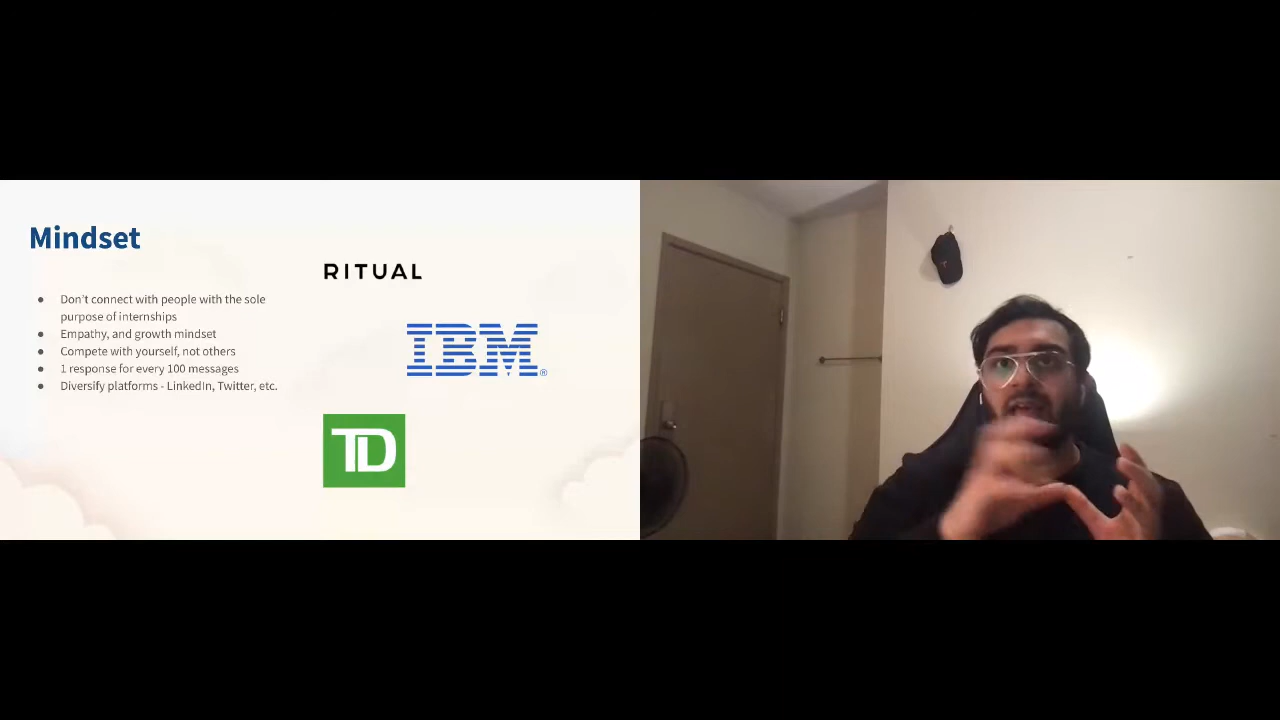 Mindset
● Don't connect with people with the sole
purpose of internships
● Empathy, and growth mindset
● Compete with yourself, not others
● 1 response for every 100 messages
● Diversify platforms - LinkedIn, Twitter, etc.
RITUAL
IBM®
TD